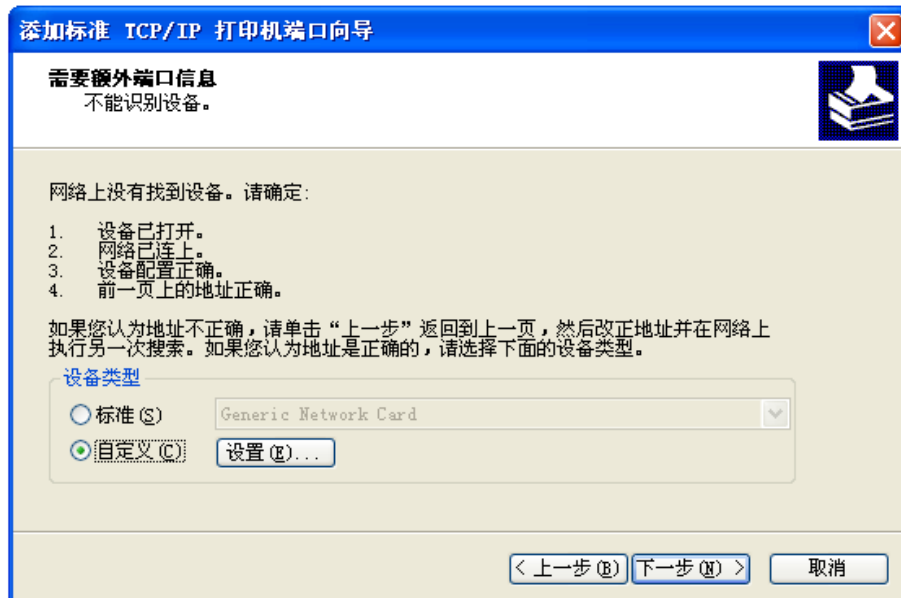 添加标准 TCP/IP 打印机端口向导
需要额外端口信息
不能识别设备。
网络上没有找到设备。请确定:
1. 设备已打开。
2. 网络已连上。
3. 设备配置正确。
4. 前一页上的地址正确。
如果您认为地址不正确，请单击“上一步”返回到上一页，然后改正地址并在网络上
执行另一次搜索。如果您认为地址是正确的，请选择下面的设备类型。
设备类型
标准(S) Generic Network Card
自定义(C) 设置(E)...
< 上一步(B) 下一步(N) > 取消